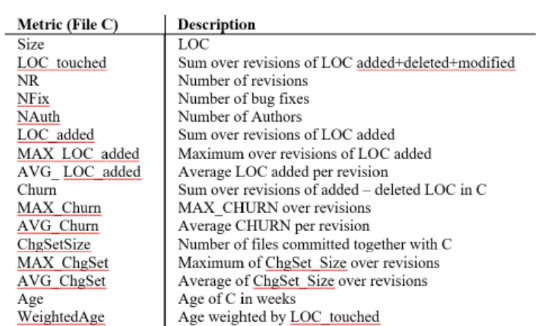 Metric (File C) Description
Size LOC
LOC_touched Sum over revisions of LOC added+deleted+modified
NR Number of revisions
NFix Number of bug fixes
NAuth Number of Authors
LOC_added Sum over revisions of LOC added
MAX_LOC_added Maximum over revisions of LOC added
AVG_ LOC_added Average LOC added per revision
Churn Sum over revisions of added – deleted LOC in C
MAX_Churn MAX_CHURN over revisions
AVG_Churn Average CHURN per revision
ChgSetSize Number of files committed together with C
MAX_ChgSet Maximum of ChgSet_Size over revisions
AVG_ChgSet Average of ChgSet_Size over revisions
Age Age of C in weeks
WeightedAge Age weighted by LOC_touched